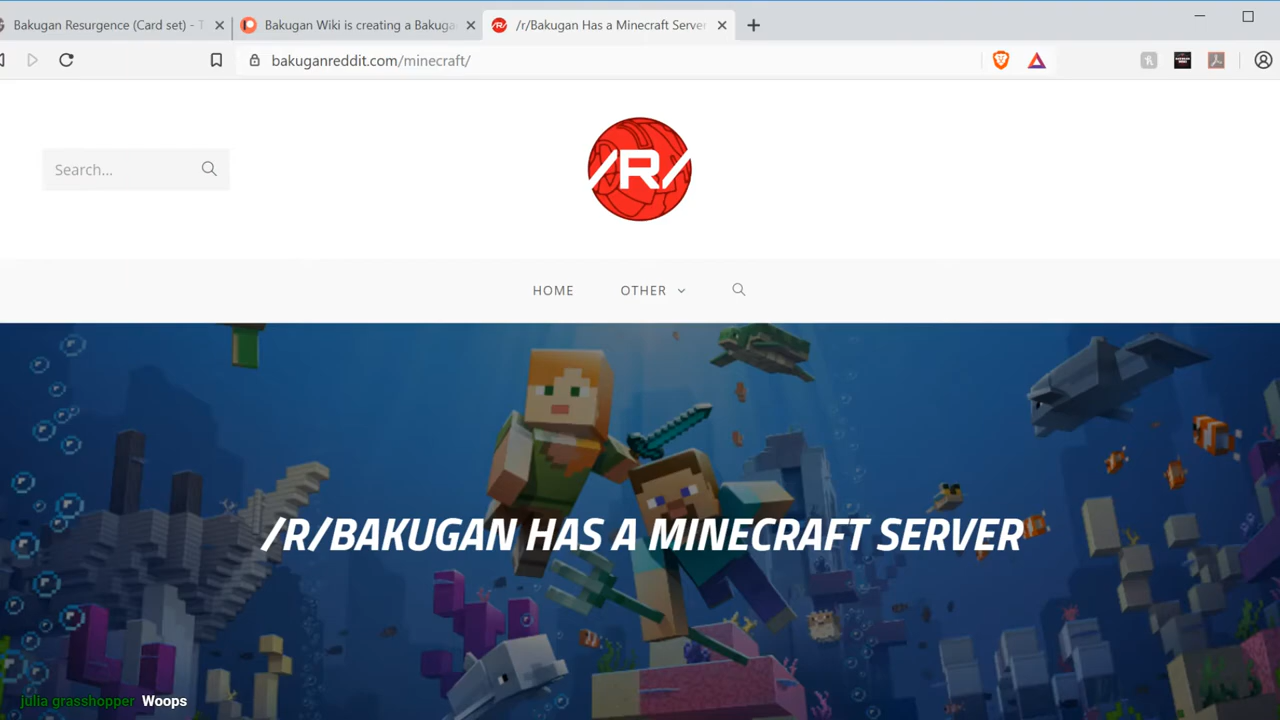 Bakugan Resurgence (Card set) - T
Bakugan Wiki is creating a Bakuga
/r/Bakugan Has a Minecraft Server
bakuganreddit.com/minecraft/
Search...
/R/
HOME
OTHER
/R/BAKUGAN HAS A MINECRAFT SERVER
julia grasshopper Woops